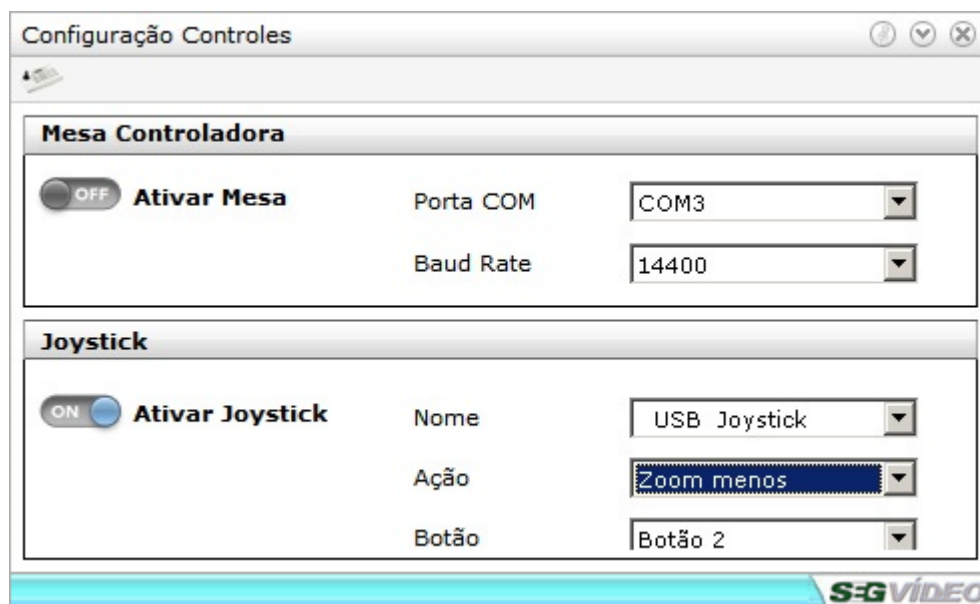 Configuração Controles
Mesa Controladora
OFF Ativar Mesa Porta COM COM3
Baud Rate 14400
Joystick
ON Ativar Joystick Nome USB Joystick
Ação Zoom menos
Botão Botão 2
SEGVÍDEO